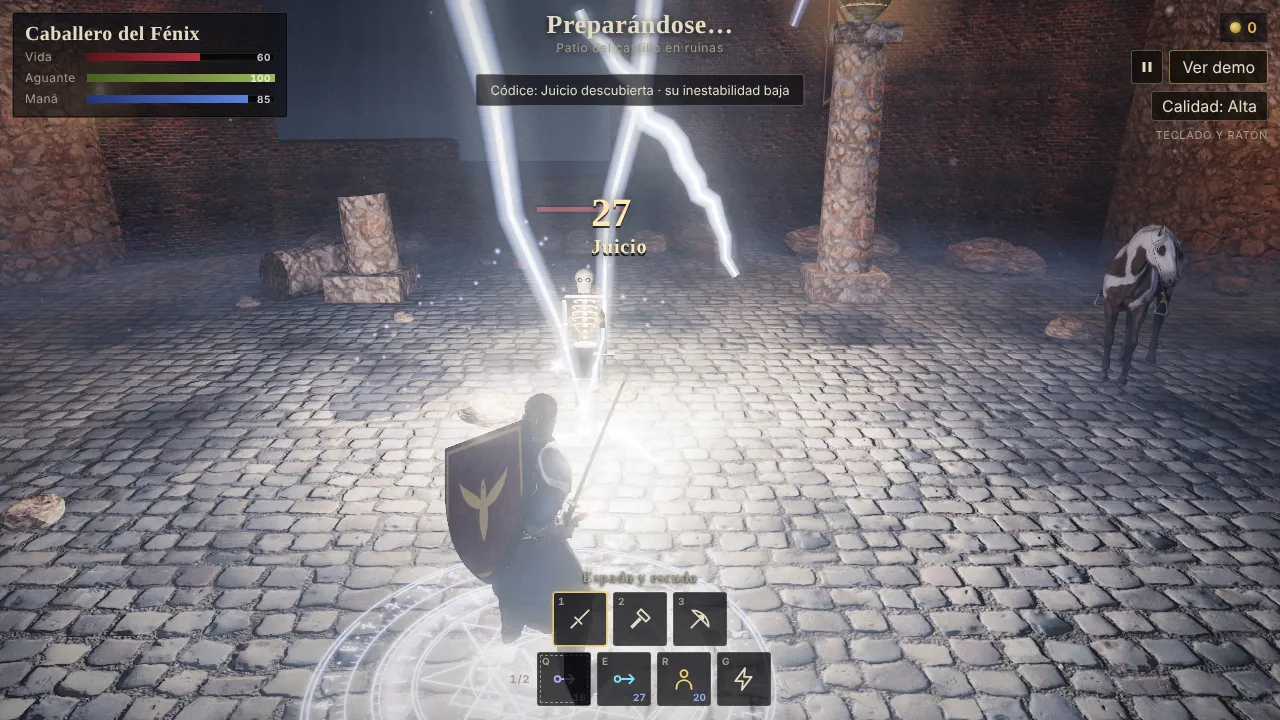 Caballero del Fénix
Vida 60
Aguante 100
Maná 85
Preparándose…
Patio del castillo en ruinas
Códice: Juicio descubierta · su inestabilidad baja
0
Ver demo
Calidad: Alta
TECLADO Y RATÓN
27
Juicio
Espada y escudo
1 2 3
1/2
Q E R G
18 27 20